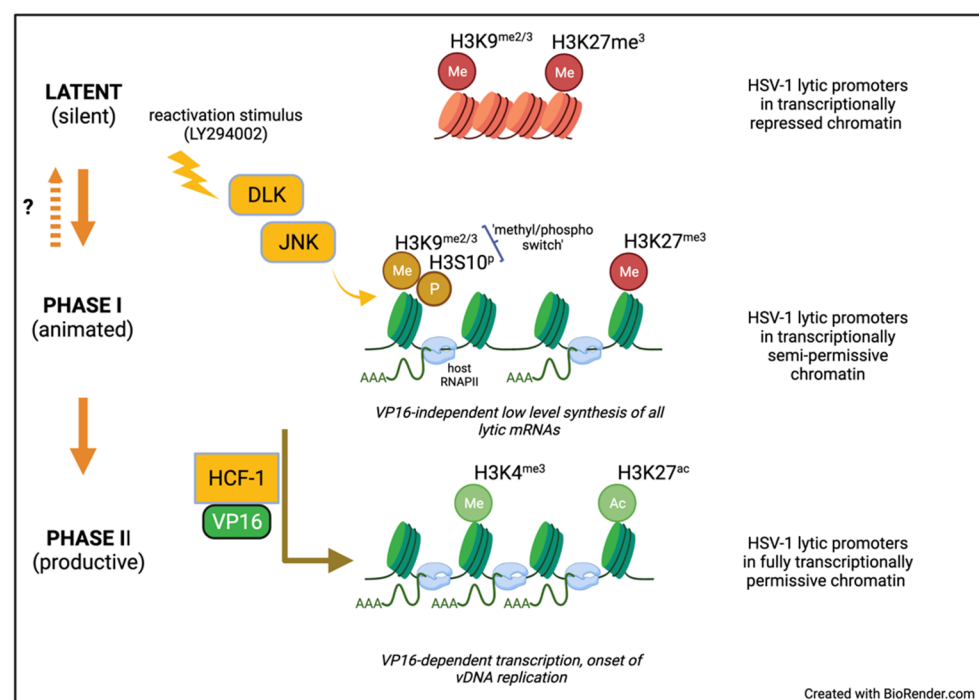 LATENT
(silent)
reactivation stimulus
(LY294002)
H3K9me2/3
H3K27me3
Me
Me
HSV-1 lytic promoters
in transcriptionally
repressed chromatin
?
DLK
JNK
'methyl/phospho
switch'
H3K9me2/3
H3S10p
H3K27me3
Me
P
Me
PHASE I
(animated)
host
RNAPII
AAA
AAA
HSV-1 lytic promoters
in transcriptionally
semi-permissive
chromatin
VP16-independent low level synthesis of all
lytic mRNAs
HCF-1
VP16
H3K4me3
H3K27ac
Me
Ac
PHASE II
(productive)
AAA
AAA
AAA
HSV-1 lytic promoters
in fully transcriptionally
permissive chromatin
VP16-dependent transcription, onset of
vDNA replication
Created with BioRender.com